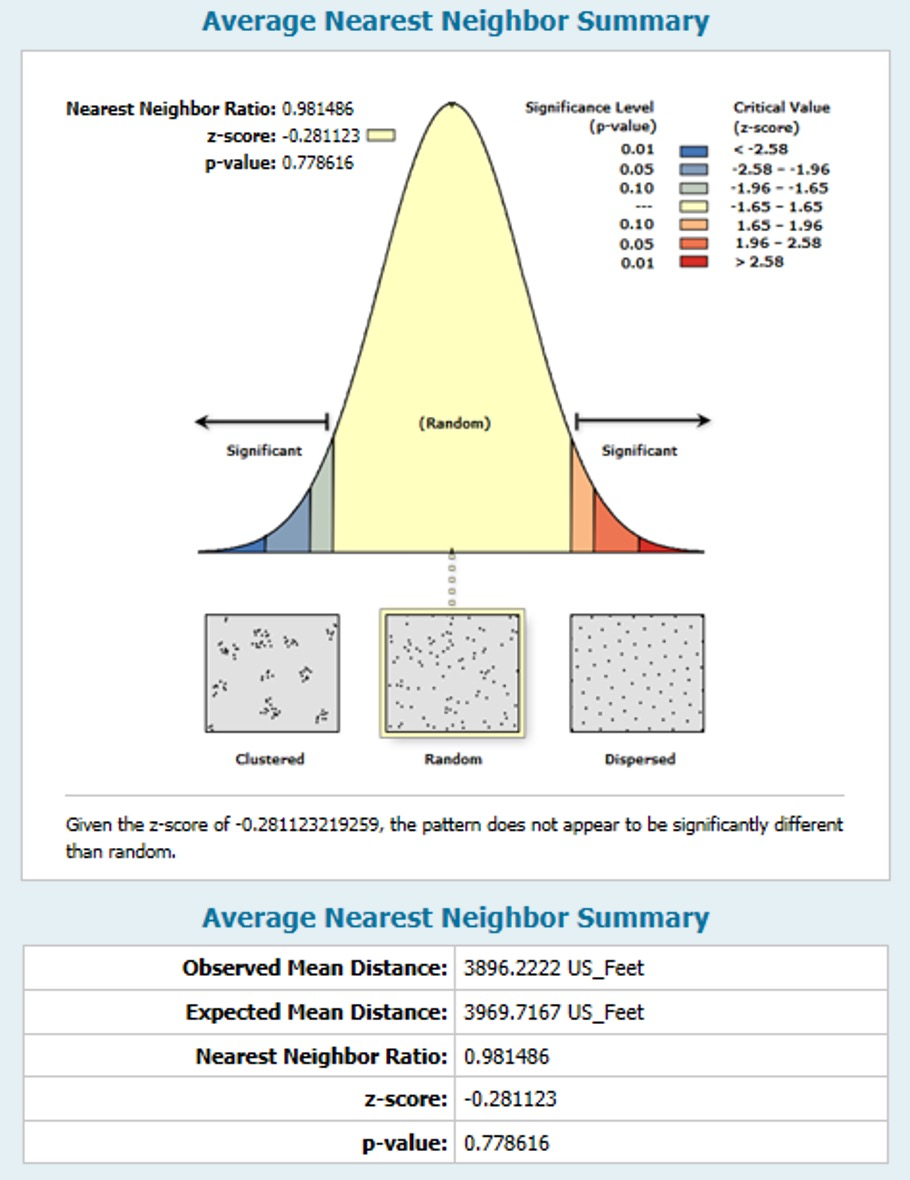 Average Nearest Neighbor Summary
Nearest Neighbor Ratio: 0.981486
z-score: -0.281123
p-value: 0.778616
Significance Level
(p-value)
Critical Value
(z-score)
0.01 < -2.58
0.05 -2.58 – -1.96
0.10 -1.96 – -1.65
--- -1.65 – 1.65
0.10 1.65 – 1.96
0.05 1.96 – 2.58
0.01 > 2.58
(Random)
Significant
Significant
Clustered
Random
Dispersed
Given the z-score of -0.281123219259, the pattern does not appear to be significantly different
than random.
Average Nearest Neighbor Summary
Observed Mean Distance: 3896.2222 US_Feet
Expected Mean Distance: 3969.7167 US_Feet
Nearest Neighbor Ratio: 0.981486
z-score: -0.281123
p-value: 0.778616